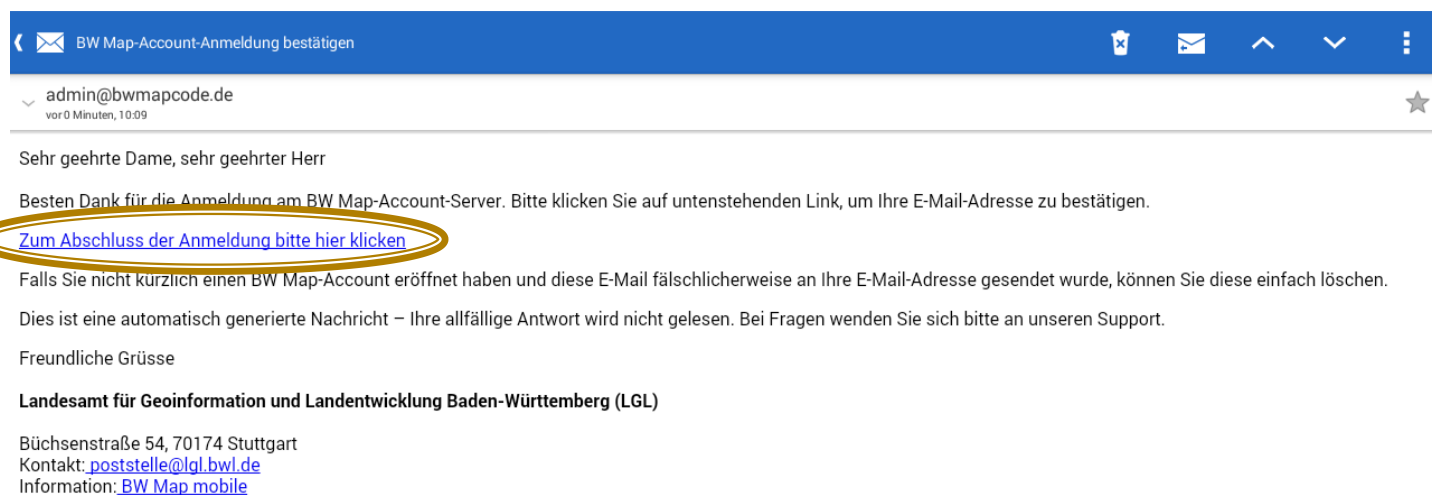 BW Map-Account-Anmeldung bestätigen
admin@bwmapcode.de
vor 0 Minuten, 10:09
Sehr geehrte Dame, sehr geehrter Herr
Besten Dank für die Anmeldung am BW Map-Account-Server. Bitte klicken Sie auf untenstehenden Link, um Ihre E-Mail-Adresse zu bestätigen.
Zum Abschluss der Anmeldung bitte hier klicken
Falls Sie nicht kürzlich einen BW Map-Account eröffnet haben und diese E-Mail fälschlicherweise an Ihre E-Mail-Adresse gesendet wurde, können Sie diese einfach löschen.
Dies ist eine automatisch generierte Nachricht – Ihre allfällige Antwort wird nicht gelesen. Bei Fragen wenden Sie sich bitte an unseren Support.
Freundliche Grüsse
Landesamt für Geoinformation und Landentwicklung Baden-Württemberg (LGL)
Büchsenstraße 54, 70174 Stuttgart
Kontakt: poststelle@lgl.bwl.de
Information: BW Map mobile